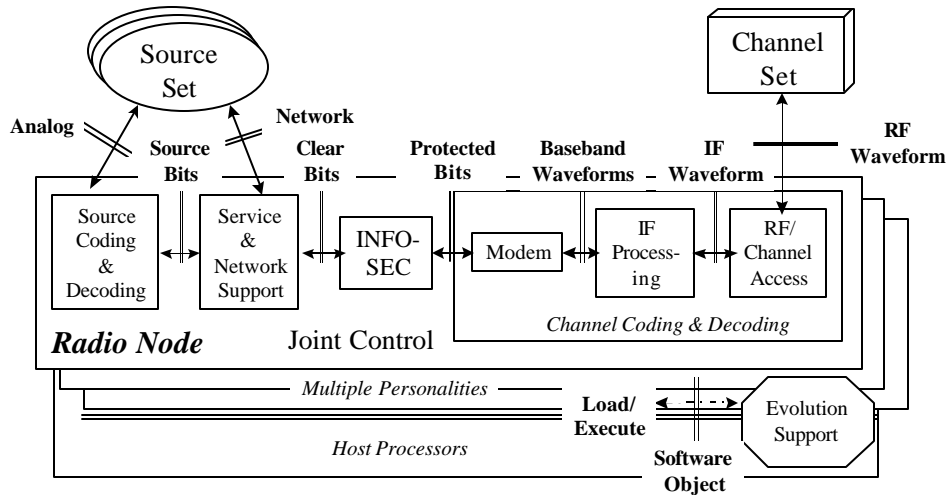 Source
Set
Channel
Set
Analog
Network
Source
Bits
Clear
Bits
Protected
Bits
Baseband
Waveforms
IF
Waveform
RF
Waveform
Source
Coding
&
Decoding
Service
&
Network
Support
INFO-
SEC
Modem
IF
Process-
ing
RF/
Channel
Access
Channel Coding & Decoding
Radio Node
Joint Control
Multiple Personalities
Load/
Execute
Evolution
Support
Host Processors
Software
Object